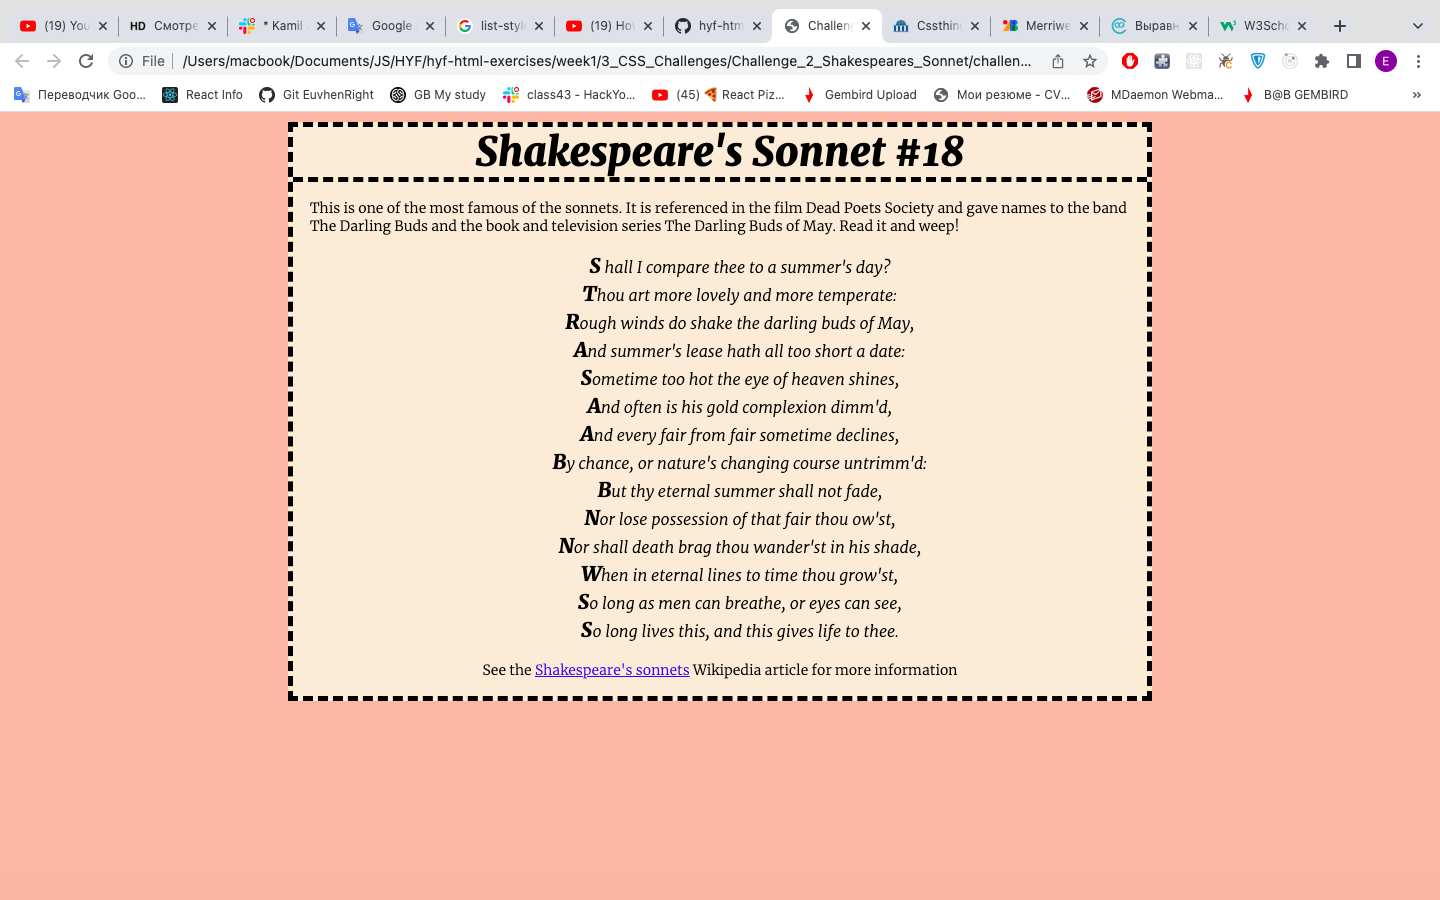 (19) You
HD Смотре
* Kamil
Google
list-style
(19) Hov
hyf-htm
Challeng
Cssthing
Merriwe
Выравн
W3Scho
File /Users/macbook/Documents/JS/HYF/hyf-html-exercises/week1/3_CSS_Challenges/Challenge_2_Shakespeares_Sonnet/challen...
E
Переводчик Goo...
React Info
Git EuvhenRight
GB My study
class43 - HackYo...
(45) 🍕 React Piz...
Gembird Upload
Мои резюме - CV...
MDaemon Webma...
B@B GEMBIRD
»
Shakespeare's Sonnet #18
This is one of the most famous of the sonnets. It is referenced in the film Dead Poets Society and gave names to the band
The Darling Buds and the book and television series The Darling Buds of May. Read it and weep!
S hall I compare thee to a summer's day?
Thou art more lovely and more temperate:
Rough winds do shake the darling buds of May,
And summer's lease hath all too short a date:
Sometime too hot the eye of heaven shines,
And often is his gold complexion dimm'd,
And every fair from fair sometime declines,
By chance, or nature's changing course untrimm'd:
But thy eternal summer shall not fade,
Nor lose possession of that fair thou ow'st,
Nor shall death brag thou wander'st in his shade,
When in eternal lines to time thou grow'st,
So long as men can breathe, or eyes can see,
So long lives this, and this gives life to thee.
See the Shakespeare's sonnets Wikipedia article for more information